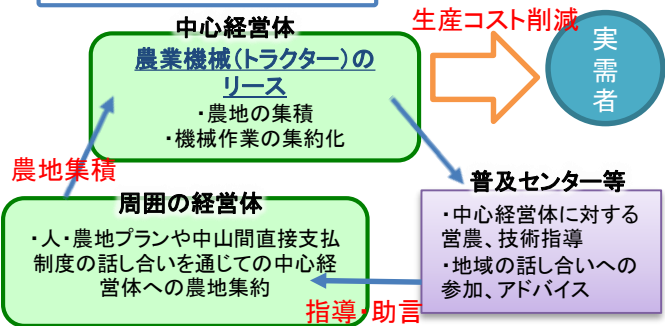 中心経営体
生産コスト削減
農業機械(トラクター)の
リース
・農地の集積
・機械作業の集約化
実
需
者
農地集積
周囲の経営体
・人・農地プランや中山間直接支払
制度の話し合いを通じての中心経
営体への農地集約
普及センター等
・中心経営体に対する
営農、技術指導
・地域の話し合いへの
参加、アドバイス
指導・助言